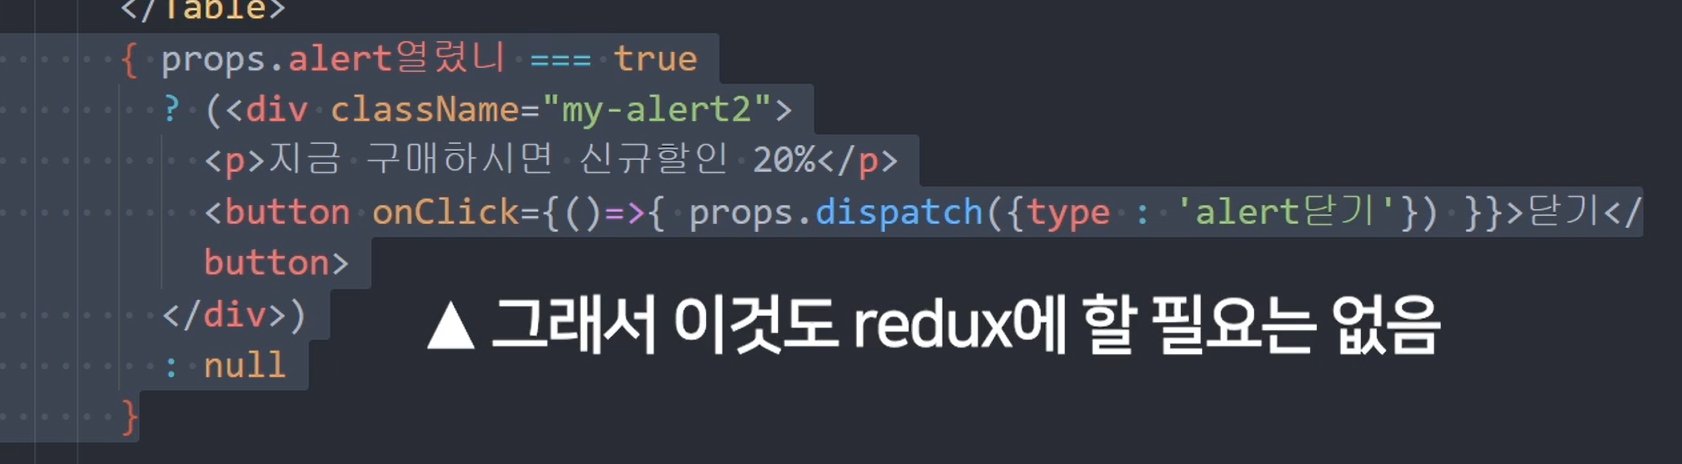 </Table>
{ props.alert열렸니 === true
? (<div className="my-alert2">
<p>지금 구매하시면 신규할인 20%</p>
<button onClick={()=>{ props.dispatch({type : 'alert닫기'}) }}>닫기</
button>
</div>)
▲ 그래서 이것도 redux에 할 필요는 없음
: null
}